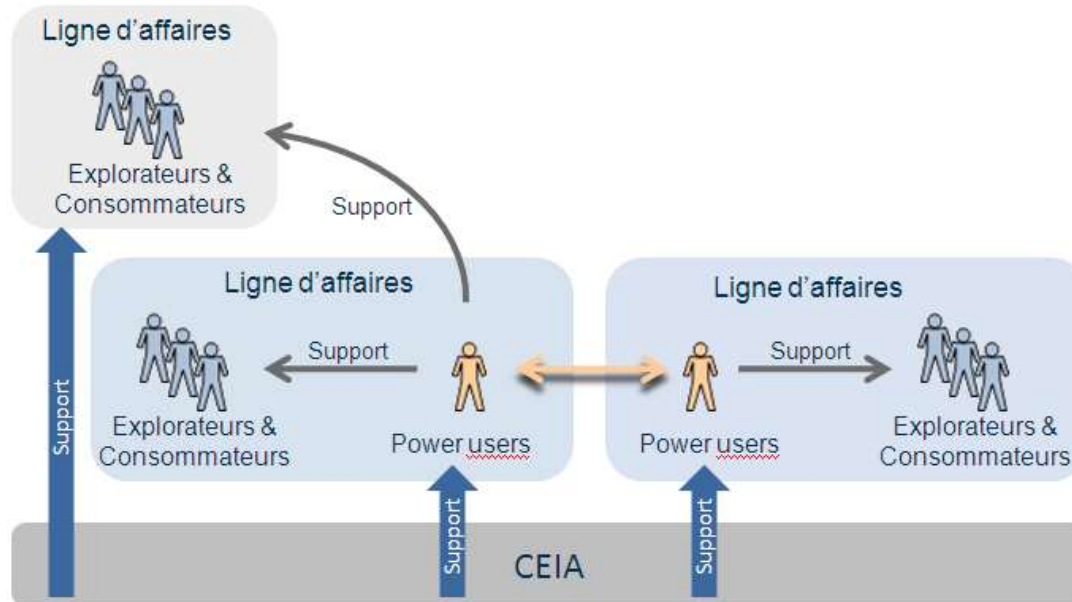 Ligne d'affaires
Explorateurs &
Consommateurs
Support
Support
Ligne d'affaires
Support
Explorateurs &
Consommateurs
Power users
Support
Ligne d'affaires
Support
Power users
Explorateurs &
Consommateurs
Support
CEIA